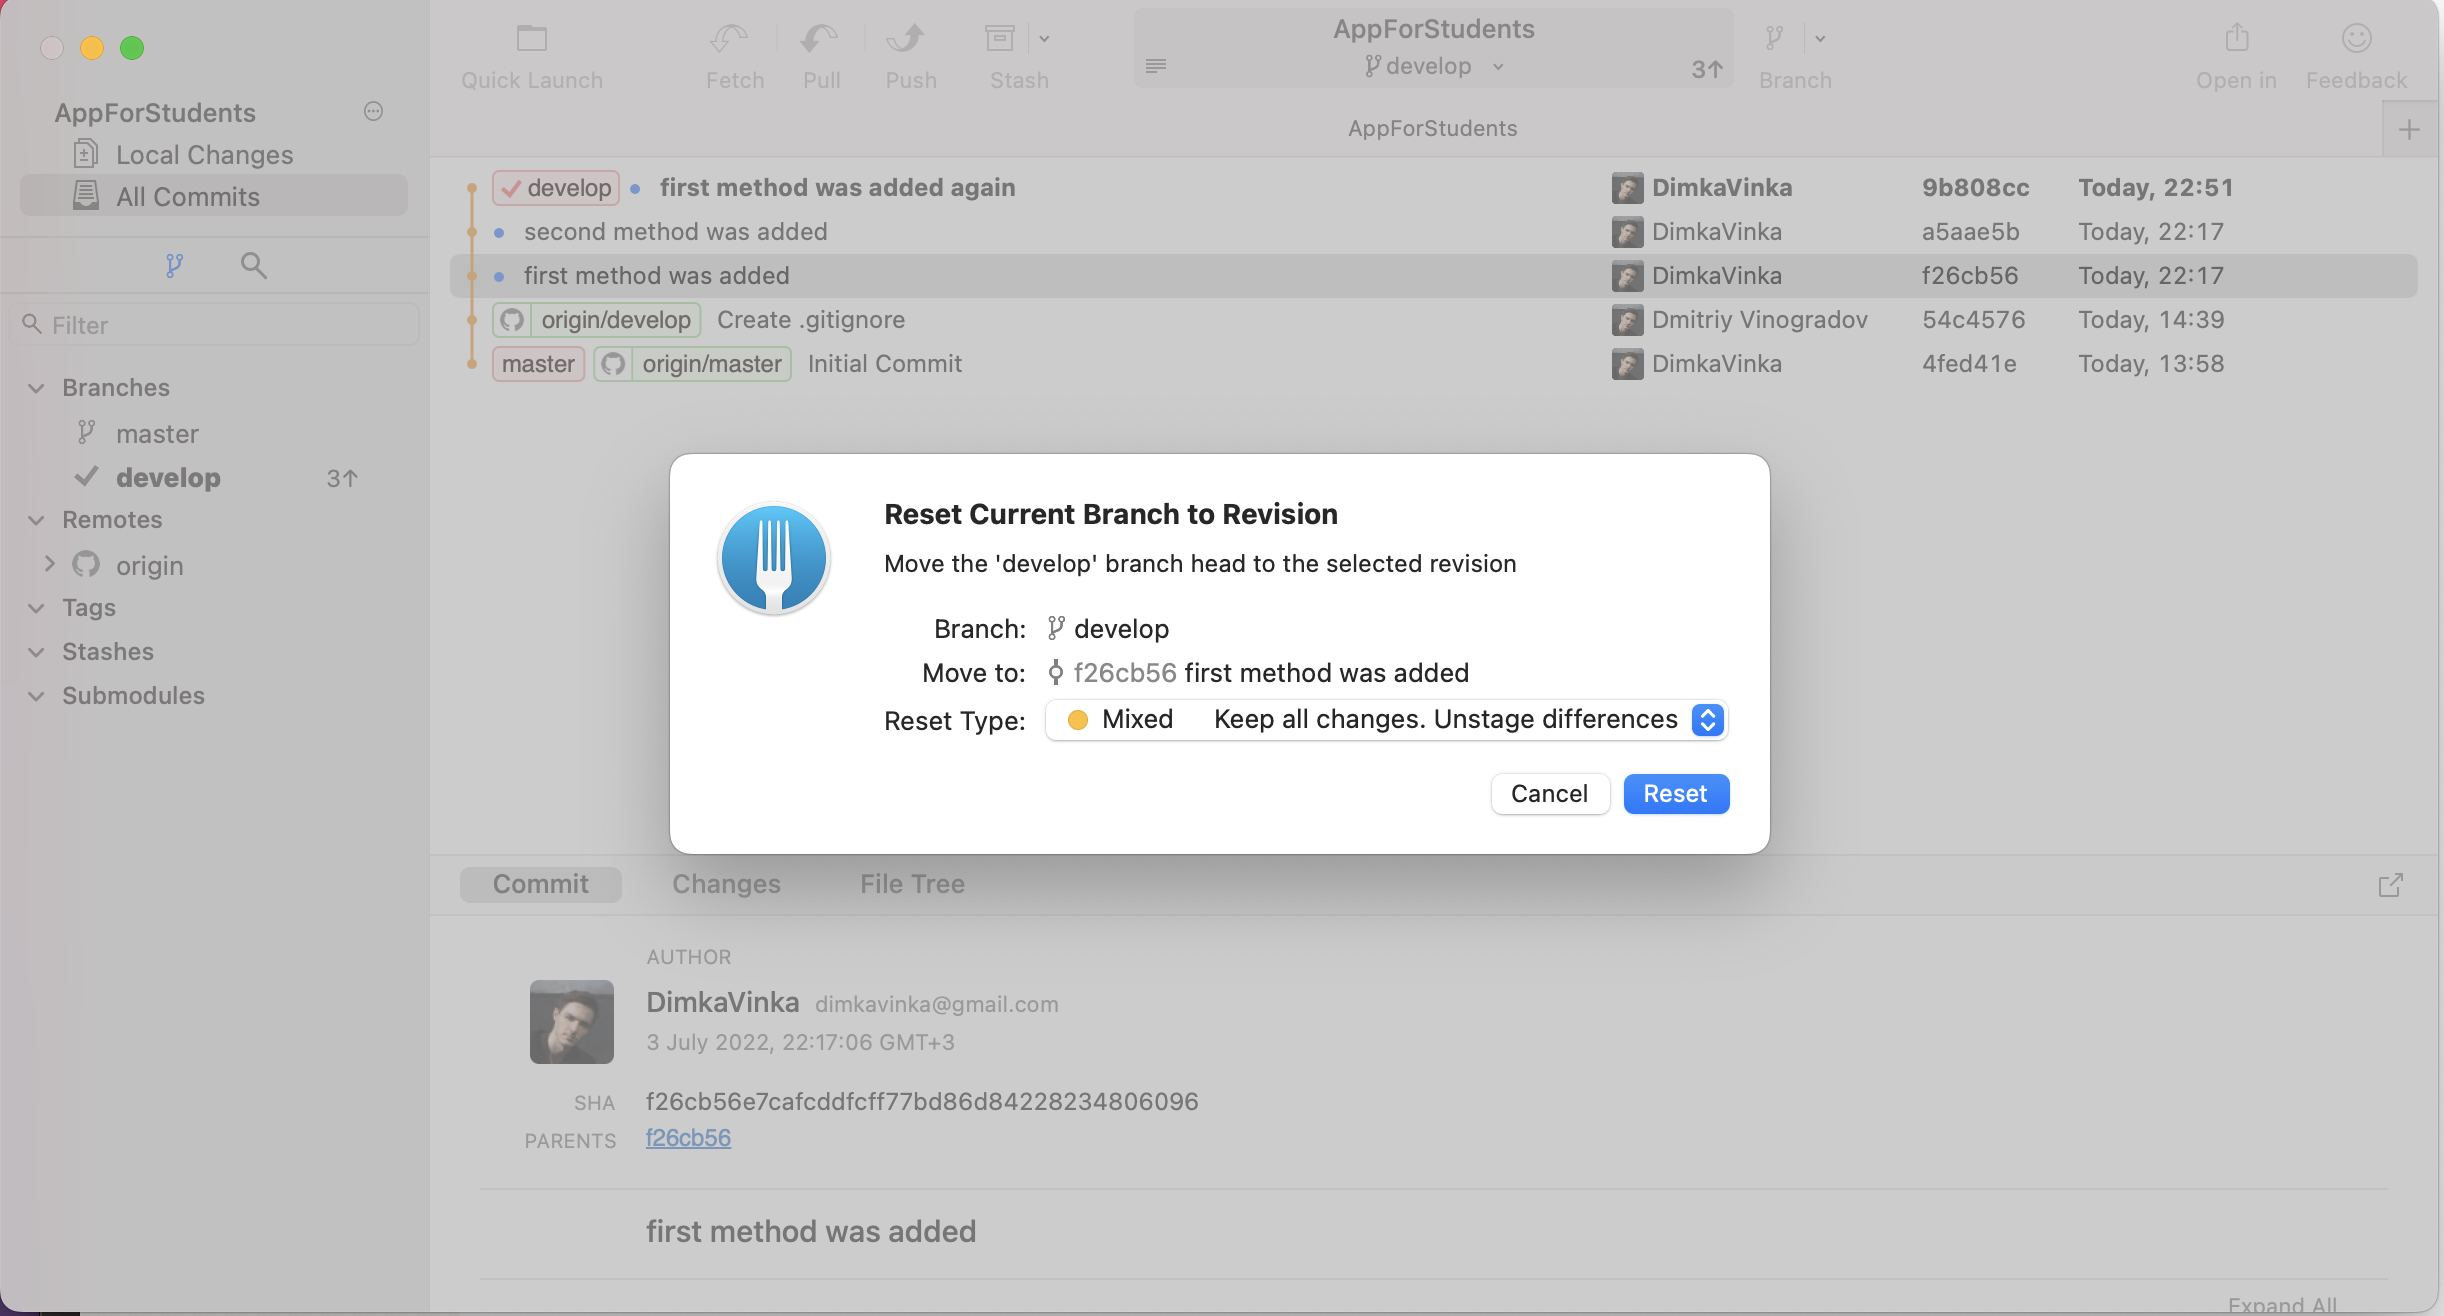 Quick Launch
Fetch
Pull
Push
Stash
AppForStudents
develop
3↑
Branch
Open in
Feedback
AppForStudents
Local Changes
All Commits
Filter
Branches
master
develop 3↑
Remotes
origin
Tags
Stashes
Submodules
AppForStudents
develop first method was added again DimkaVinka 9b808cc Today, 22:51
second method was added DimkaVinka a5aae5b Today, 22:17
first method was added DimkaVinka f26cb56 Today, 22:17
origin/develop Create .gitignore Dmitriy Vinogradov 54c4576 Today, 14:39
master origin/master Initial Commit DimkaVinka 4fed41e Today, 13:58
Reset Current Branch to Revision
Move the 'develop' branch head to the selected revision
Branch: develop
Move to: f26cb56 first method was added
Reset Type: Mixed Keep all changes. Unstage differences
Cancel Reset
Commit Changes File Tree
AUTHOR
DimkaVinka dimkavinka@gmail.com
3 July 2022, 22:17:06 GMT+3
SHA f26cb56e7cafcddfcff77bd86d84228234806096
PARENTS f26cb56
first method was added
Expand All